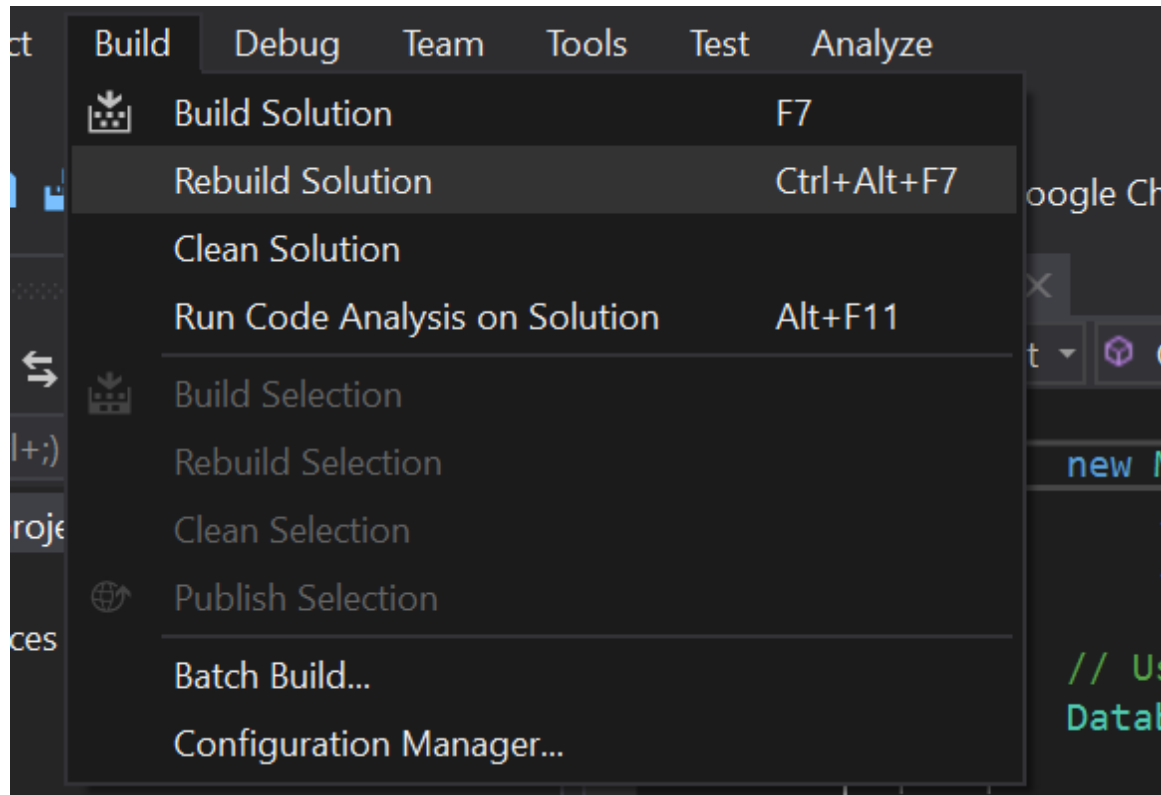 Build Debug Team Tools Test Analyze
Build Solution F7
Rebuild Solution Ctrl+Alt+F7
Clean Solution
Run Code Analysis on Solution Alt+F11
Build Selection
Rebuild Selection
new
Clean Selection
Publish Selection
Batch Build...
//
Configuration Manager...